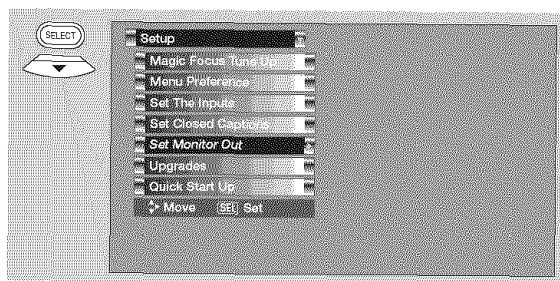 SELECT
Setup
Magic Focus Tune Up
Menu Preference
Set The Inputs
Set Closed Captions
Set Monitor Out
Upgrades
Quick Start Up
Move SEL Set